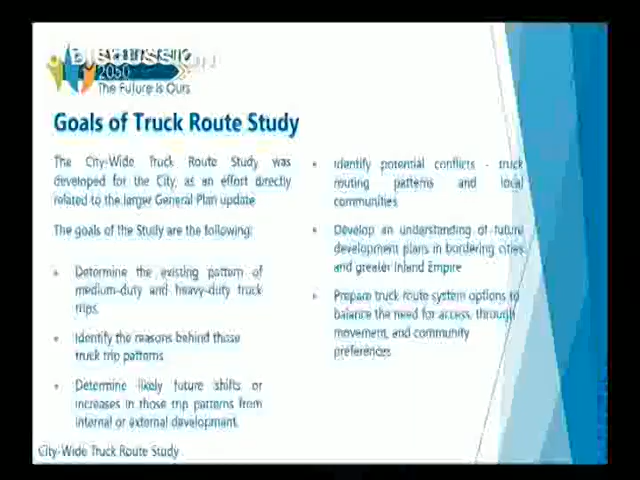 DISCUSSION
SAN BERNARDINO
2050
The Future Is Ours
Goals of Truck Route Study
The City-Wide Truck Route Study was
developed for the City, as an effort directly
related to the larger General Plan update
The goals of the Study are the following:
• Determine the existing pattern of
medium-duty and heavy-duty truck
trips.
• Identify the reasons behind those
truck trip patterns
• Determine likely future shifts or
increases in those trip patterns from
internal or external development.
• Identify potential conflicts - truck
routing patterns and local
communities
• Develop an understanding of future
development plans in bordering cities
and greater Inland Empire
• Prepare truck route system options to
balance the need for access, through
movement, and community
preferences
City-Wide Truck Route Study